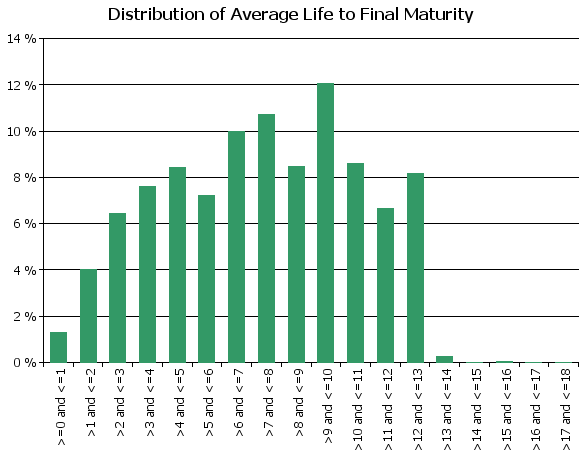 Distribution of Average Life to Final Maturity
14 %
12 %
10 %
8 %
6 %
4 %
2 %
0 %
>=0 and <=1
>1 and <=2
>2 and <=3
>3 and <=4
>4 and <=5
>5 and <=6
>6 and <=7
>7 and <=8
>8 and <=9
>9 and <=10
>10 and <=11
>11 and <=12
>12 and <=13
>13 and <=14
>14 and <=15
>15 and <=16
>16 and <=17
>17 and <=18